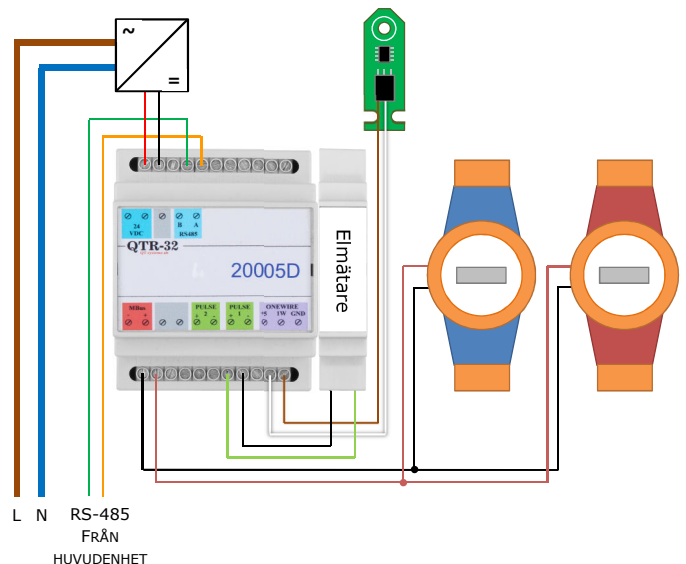 ~
=
24
VDC
B A
RS485
QTR-32
20005D
MBus
- +
PULSE
+ 2 -
PULSE
+ 1 -
ONEWIRE
+5 1W GND
Elmätare
L N RS-485
FRÅN
HUVUDENHET